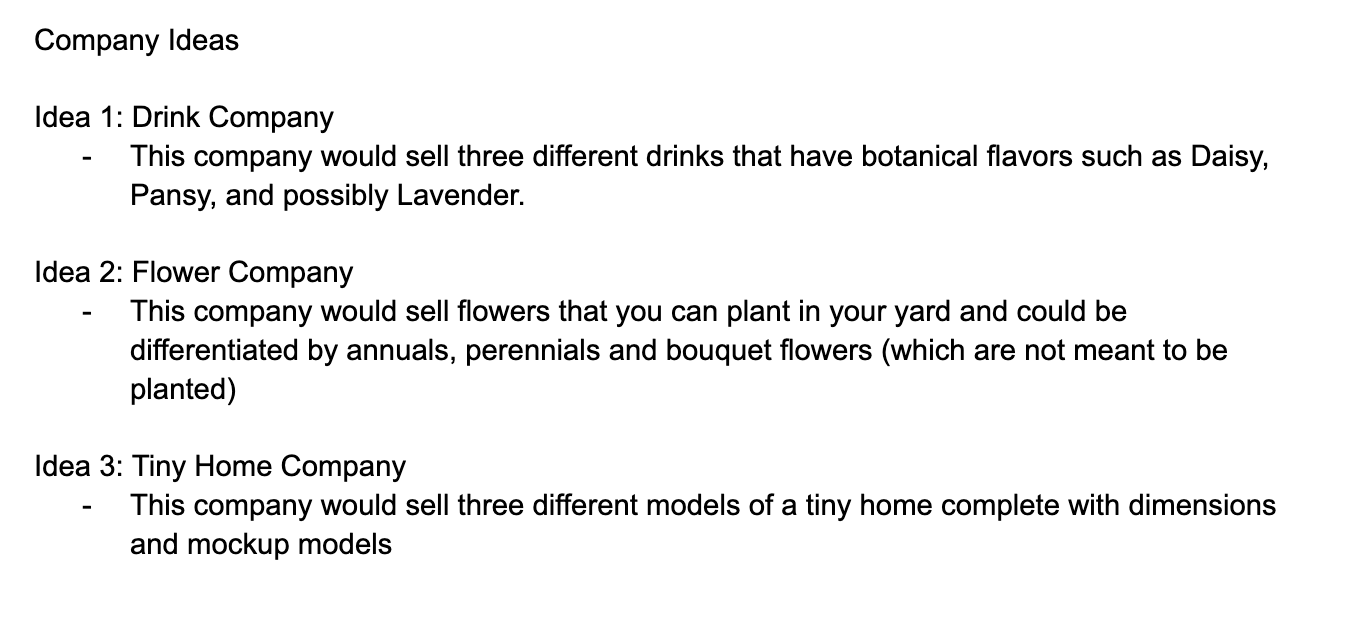 Company Ideas
Idea 1: Drink Company
- This company would sell three different drinks that have botanical flavors such as Daisy,
Pansy, and possibly Lavender.
Idea 2: Flower Company
- This company would sell flowers that you can plant in your yard and could be
differentiated by annuals, perennials and bouquet flowers (which are not meant to be
planted)
Idea 3: Tiny Home Company
- This company would sell three different models of a tiny home complete with dimensions
and mockup models